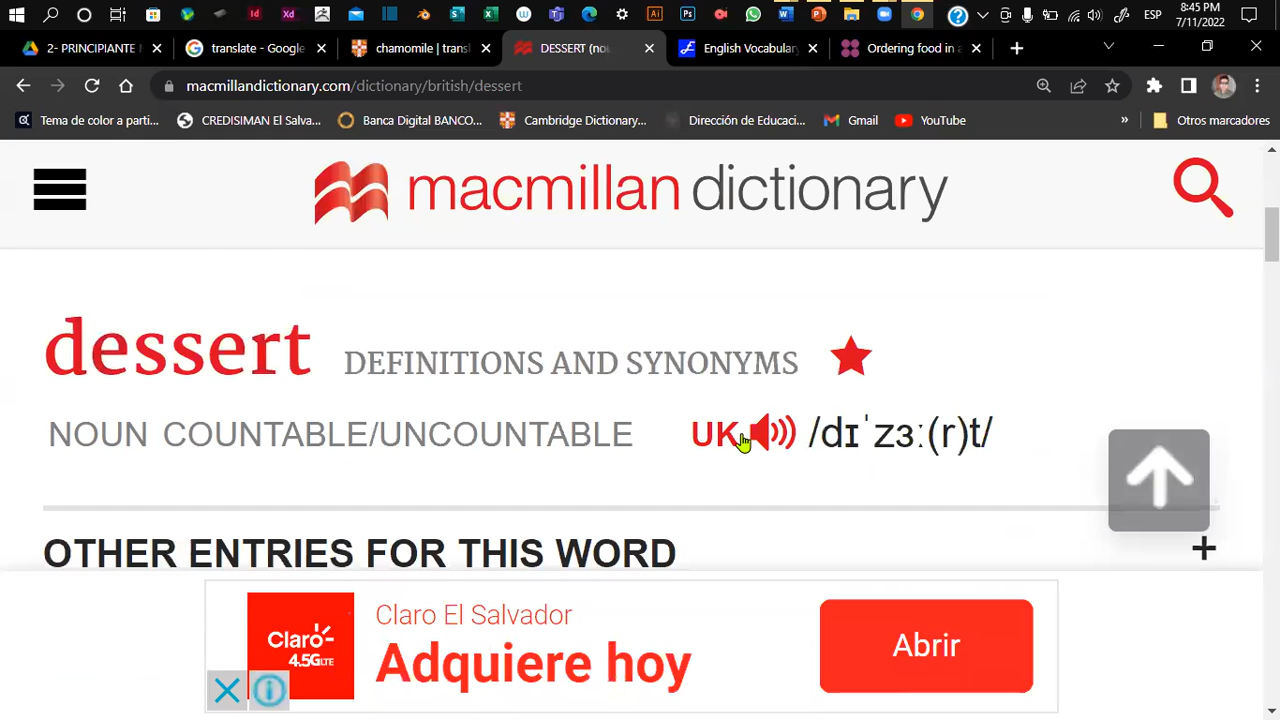 8:45 PM
ESP
7/11/2022
2- PRINCIPIANTE M
translate - Google
chamomile | transl
DESSERT (nou
English Vocabulary
Ordering food in a
macmillandictionary.com/dictionary/british/dessert
Tema de color a parti...
CREDISIMAN El Salva...
Banca Digital BANCO...
Cambridge Dictionary...
Dirección de Educaci...
Gmail
YouTube
»
Otros marcadores
macmillan dictionary
dessert DEFINITIONS AND SYNONYMS
NOUN COUNTABLE/UNCOUNTABLE UK /dɪˈzɜː(r)t/
OTHER ENTRIES FOR THIS WORD +
Claro El Salvador
Adquiere hoy
Claro
4.5G LTE
Abrir